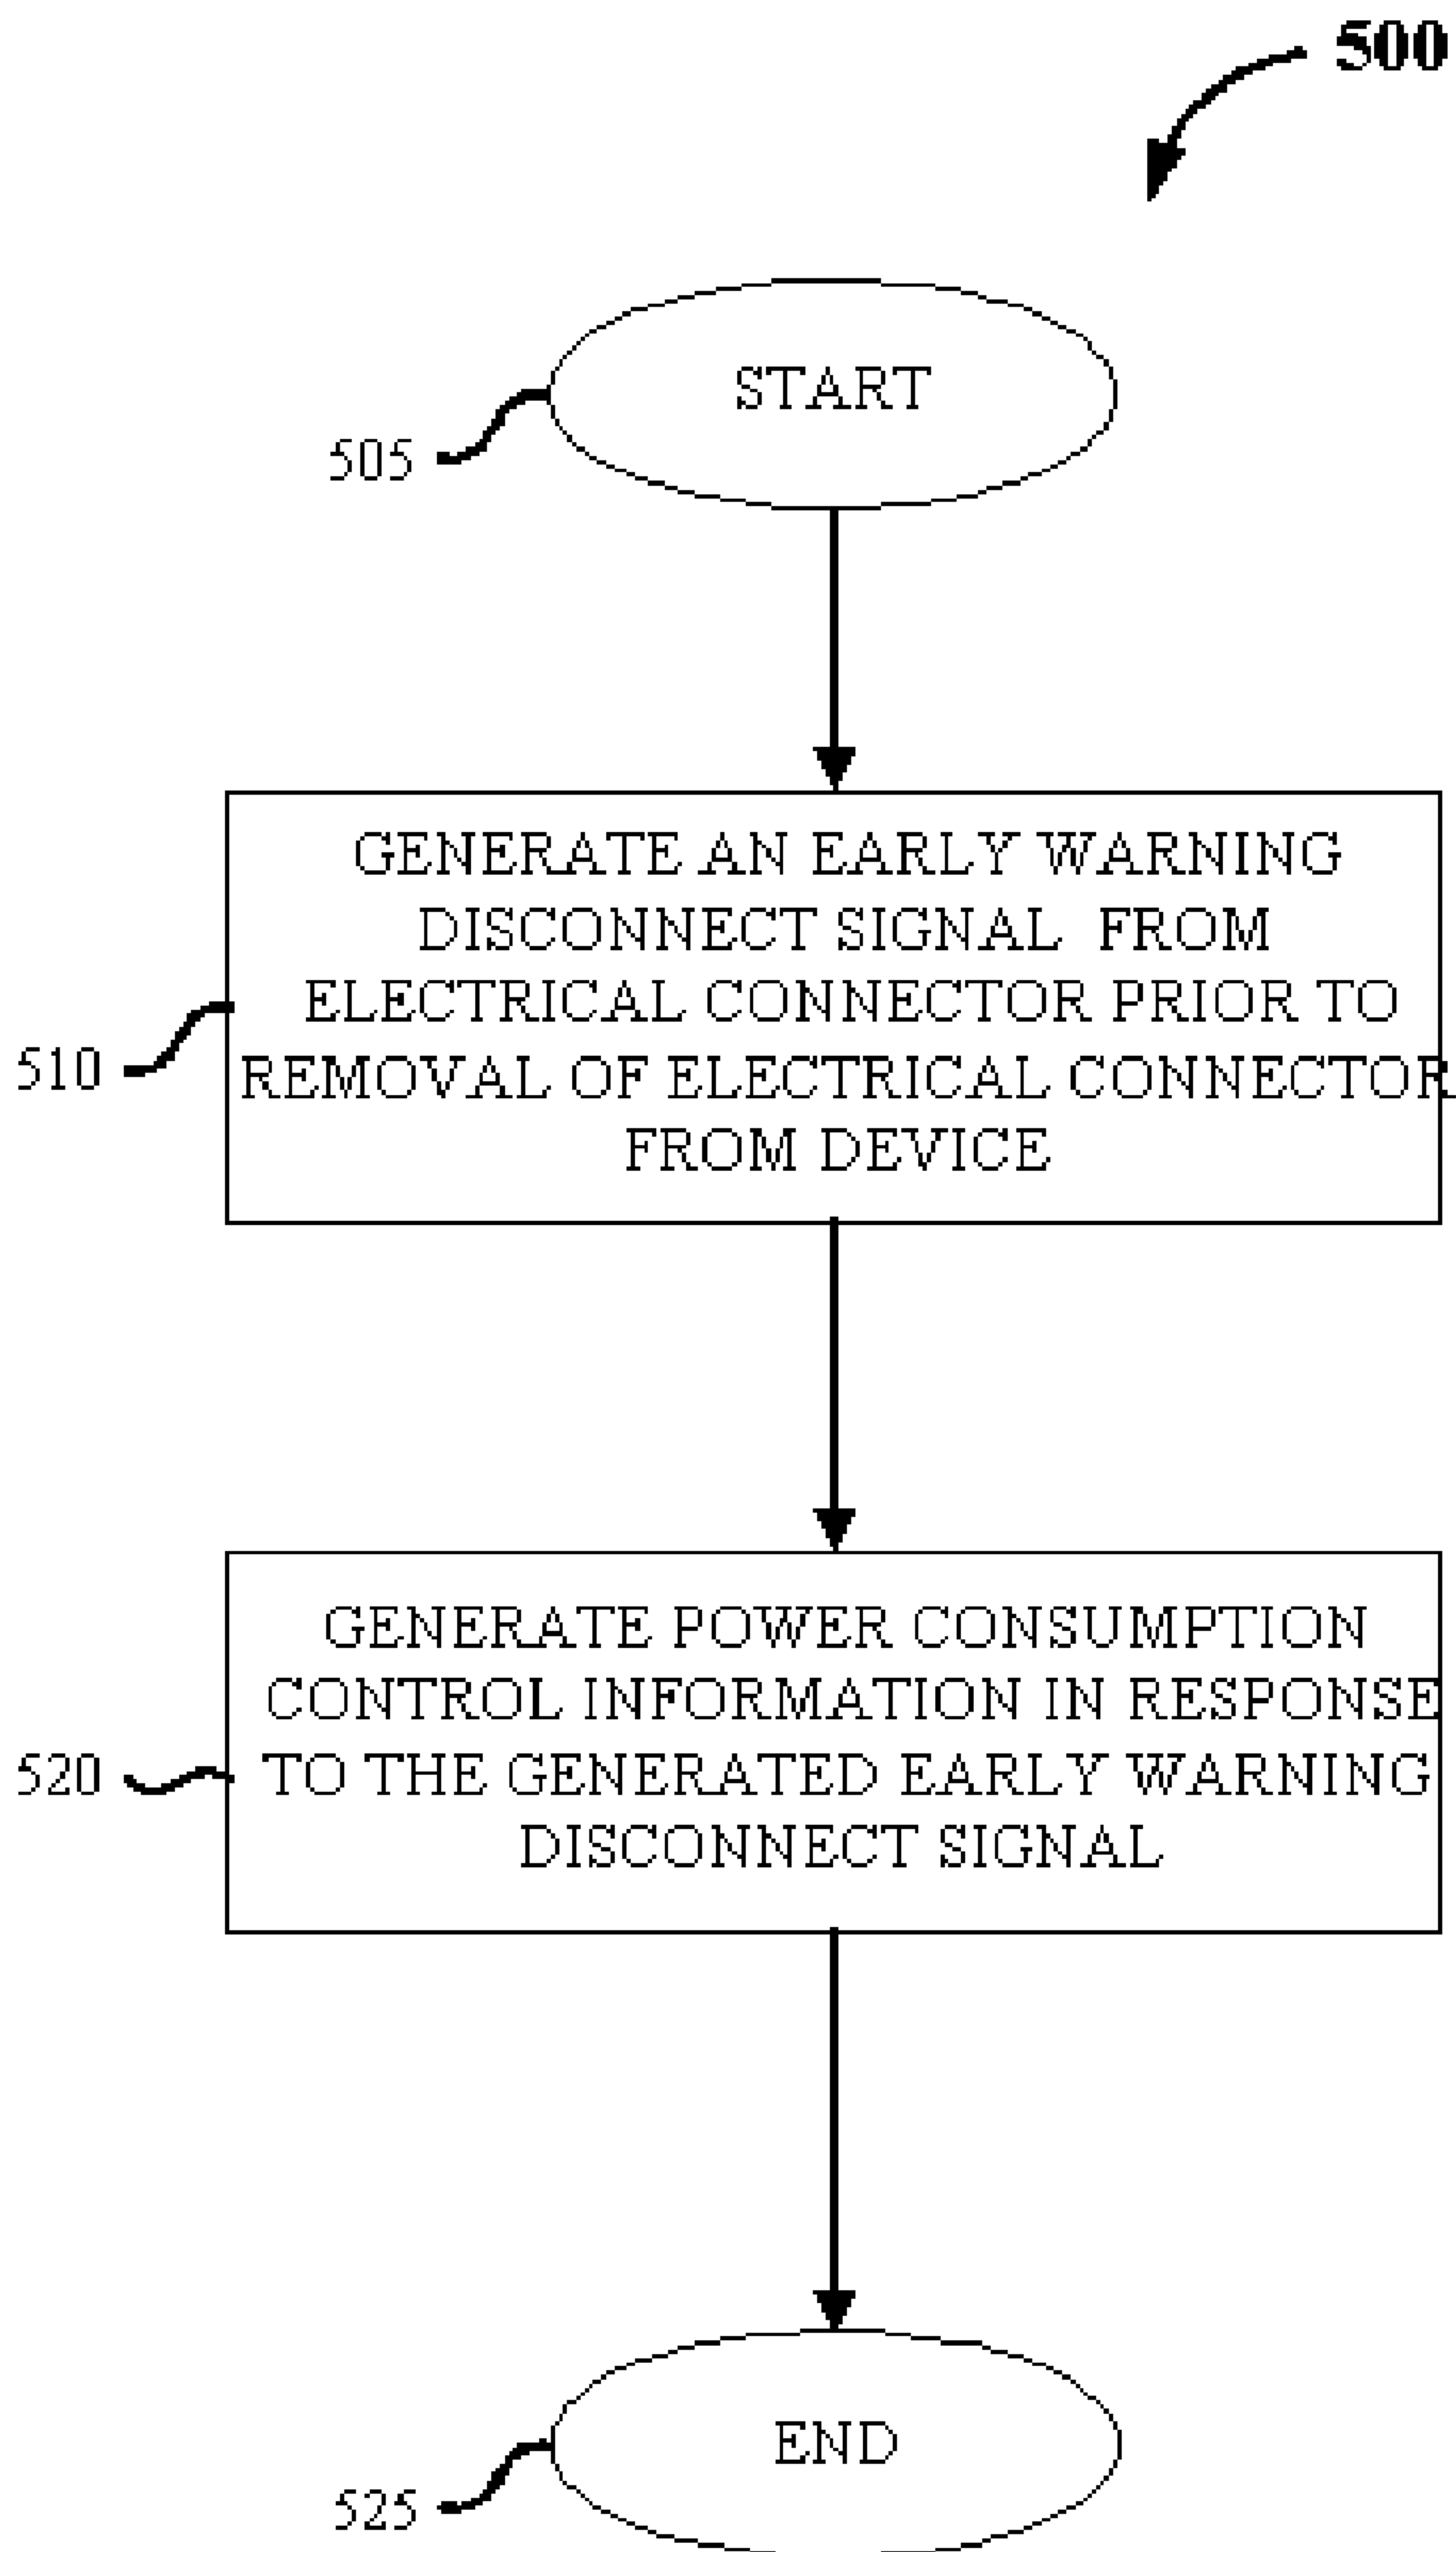 500
START
505
GENERATE AN EARLY WARNING
DISCONNECT SIGNAL FROM
ELECTRICAL CONNECTOR PRIOR TO
REMOVAL OF ELECTRICAL CONNECTOR
FROM DEVICE
510
GENERATE POWER CONSUMPTION
CONTROL INFORMATION IN RESPONSE
TO THE GENERATED EARLY WARNING
DISCONNECT SIGNAL
520
END
525